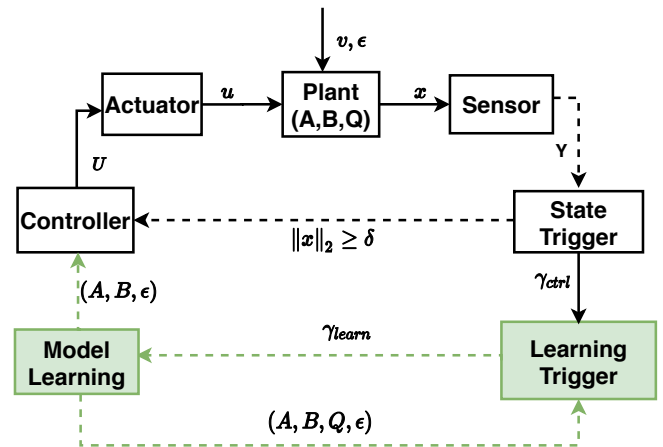 v, ϵ
Actuator
u
Plant
(A,B,Q)
x
Sensor
U
Y
Controller
‖x‖₂ ≥ δ
State
Trigger
(A, B, ϵ)
γctrl
Model
Learning
γlearn
Learning
Trigger
(A, B, Q, ϵ)